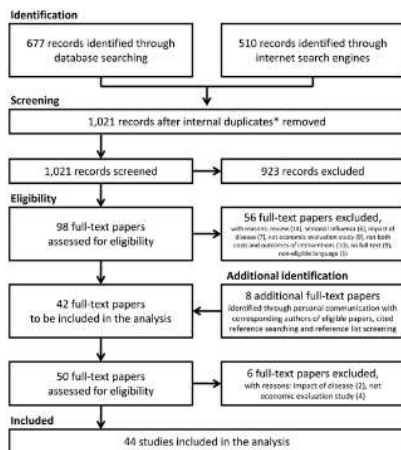 Identification
677 records identified through
database searching
510 records identified through
internet search engines
Screening
1,021 records after internal duplicates* removed
1,021 records screened
923 records excluded
Eligibility
98 full-text papers
assessed for eligibility
56 full-text papers excluded,
with reasons: review (14), seasonal influenza (6), impact of
disease (7), not economic evaluation study (9), not both
costs and outcomes of interventions (10), no full text (9),
non-eligible language (1)
Additional identification
42 full-text papers
to be included in the analysis
8 additional full-text papers
identified through personal communication with
corresponding authors of eligible papers, cited
reference searching and reference list screening
50 full-text papers
assessed for eligibility
6 full-text papers excluded,
with reasons: impact of disease (2), not
economic evaluation study (4)
Included
44 studies included in the analysis